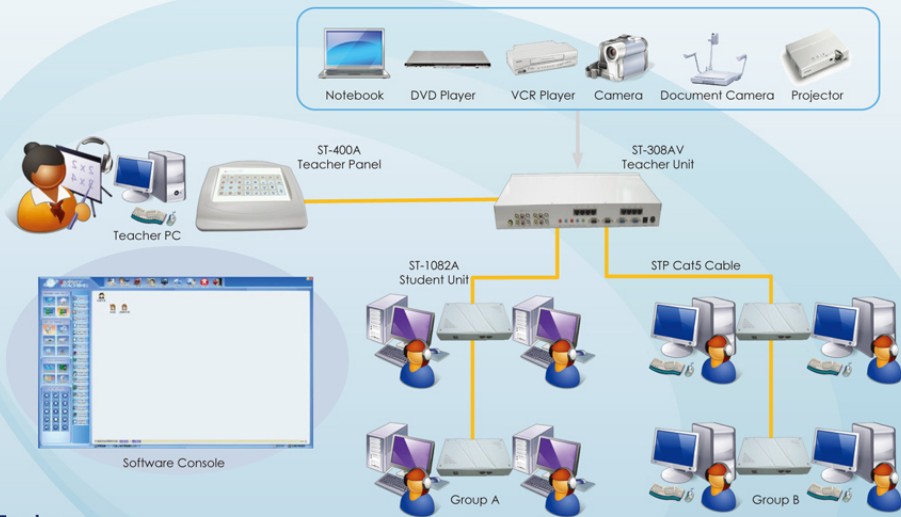 Notebook
DVD Player
VCR Player
Camera
Document Camera
Projector
ST-400A
Teacher Panel
ST-308AV
Teacher Unit
Teacher PC
ST-1082A
Student Unit
STP Cat5 Cable
Software Console
Group A
Group B